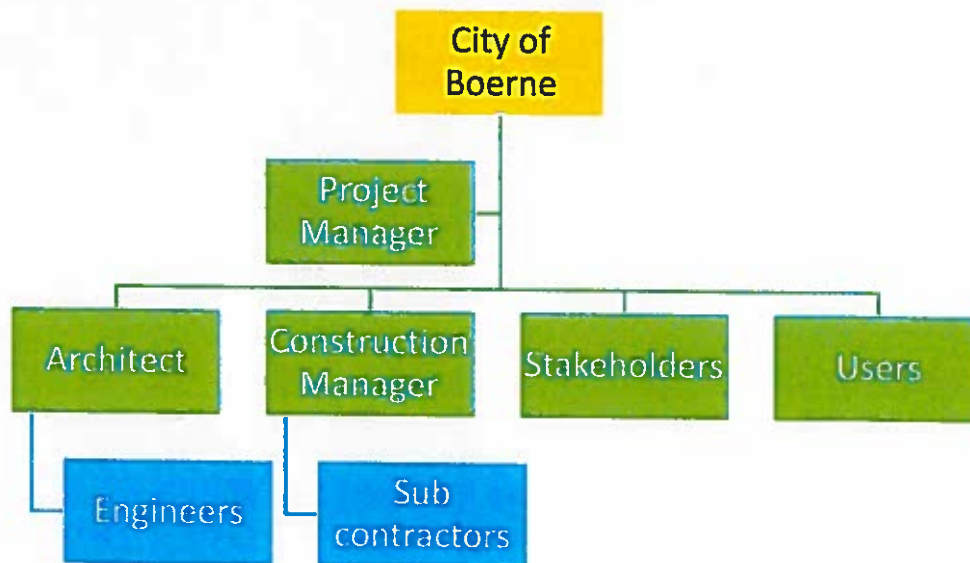 City of
Boerne
Project
Manager
Architect
Construction
Manager
Stakeholders
Users
Engineers
Sub
contractors